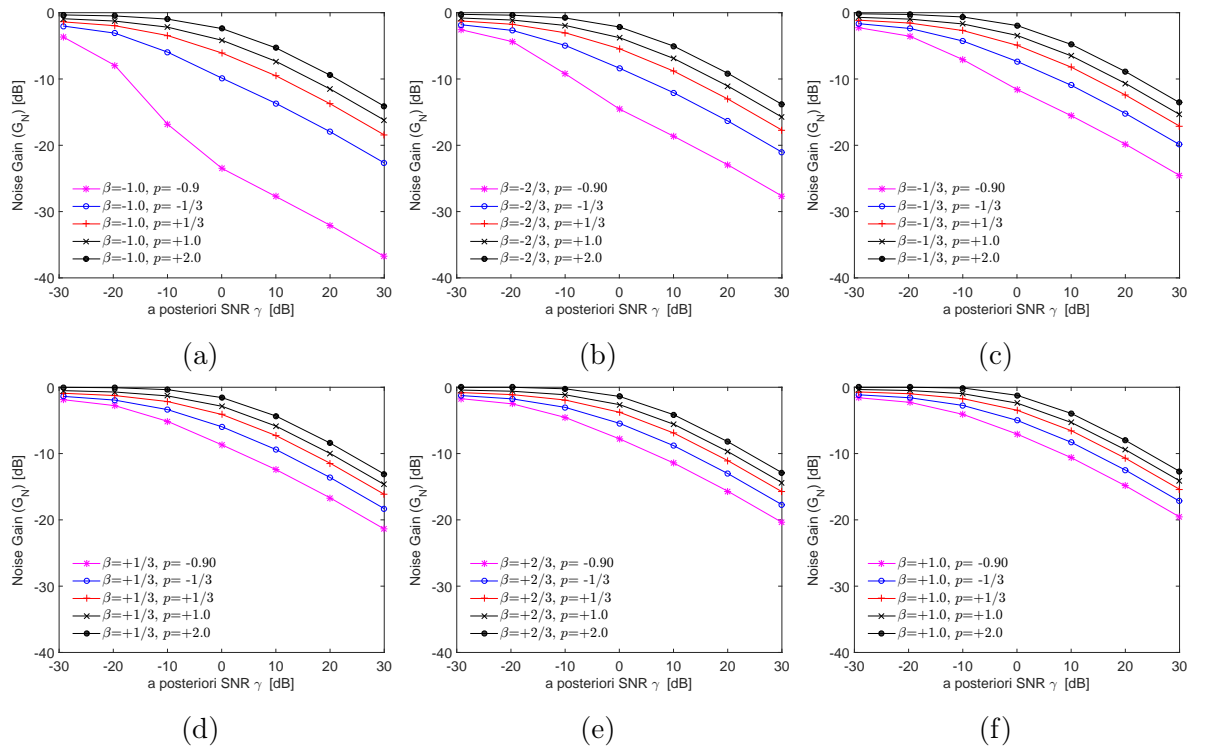 0
-10
-20
-30
-40
Noise Gain (G_N) [dB]
β=-1.0, p= -0.9
β=-1.0, p= -1/3
β=-1.0, p=+1/3
β=-1.0, p=+1.0
β=-1.0, p=+2.0
-30 -20 -10 0 10 20 30
a posteriori SNR γ [dB]
(a)
0
-10
-20
-30
-40
Noise Gain (G_N) [dB]
β=-2/3, p= -0.90
β=-2/3, p= -1/3
β=-2/3, p=+1/3
β=-2/3, p=+1.0
β=-2/3, p=+2.0
-30 -20 -10 0 10 20 30
a posteriori SNR γ [dB]
(b)
0
-10
-20
-30
-40
Noise Gain (G_N) [dB]
β=-1/3, p= -0.90
β=-1/3, p= -1/3
β=-1/3, p=+1/3
β=-1/3, p=+1.0
β=-1/3, p=+2.0
-30 -20 -10 0 10 20 30
a posteriori SNR γ [dB]
(c)
0
-10
-20
-30
-40
Noise Gain (G_N) [dB]
β=+1/3, p= -0.90
β=+1/3, p= -1/3
β=+1/3, p=+1/3
β=+1/3, p=+1.0
β=+1/3, p=+2.0
-30 -20 -10 0 10 20 30
a posteriori SNR γ [dB]
(d)
0
-10
-20
-30
-40
Noise Gain (G_N) [dB]
β=+2/3, p= -0.90
β=+2/3, p= -1/3
β=+2/3, p=+1/3
β=+2/3, p=+1.0
β=+2/3, p=+2.0
-30 -20 -10 0 10 20 30
a posteriori SNR γ [dB]
(e)
0
-10
-20
-30
-40
Noise Gain (G_N) [dB]
β=+1.0, p= -0.90
β=+1.0, p= -1/3
β=+1.0, p=+1/3
β=+1.0, p=+1.0
β=+1.0, p=+2.0
-30 -20 -10 0 10 20 30
a posteriori SNR γ [dB]
(f)